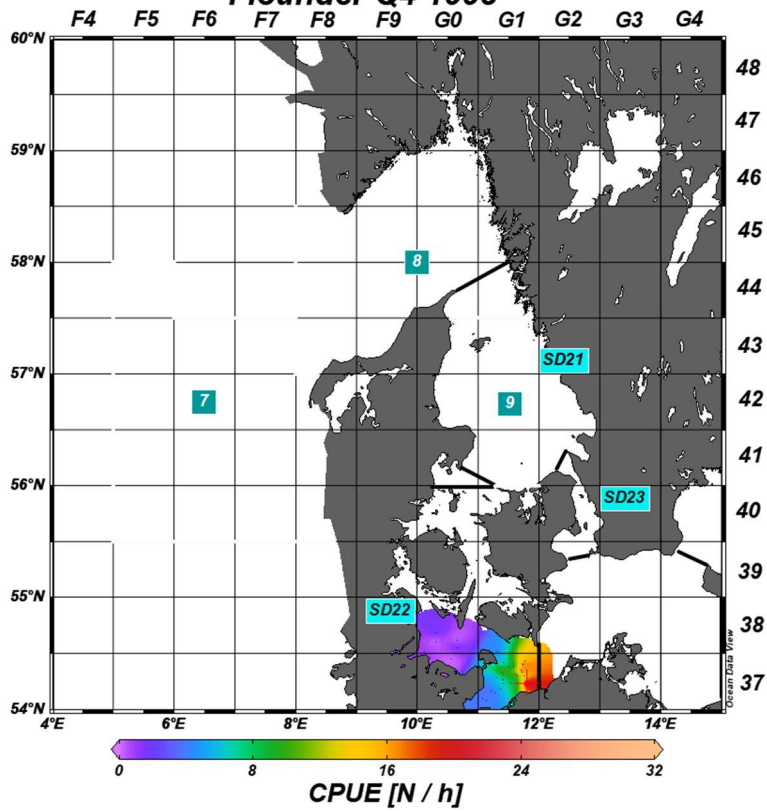 F4 F5 F6 F7 F8 F9 G0 G1 G2 G3 G4
60°N
48
47
59°N
46
45
58°N
8
44
43
SD21
57°N
7
9
42
41
56°N
SD23
40
55°N
39
SD22
38
37
Ocean Data View
54°N
4°E 6°E 8°E 10°E 12°E 14°E
0 8 16 24 32
CPUE [N / h]